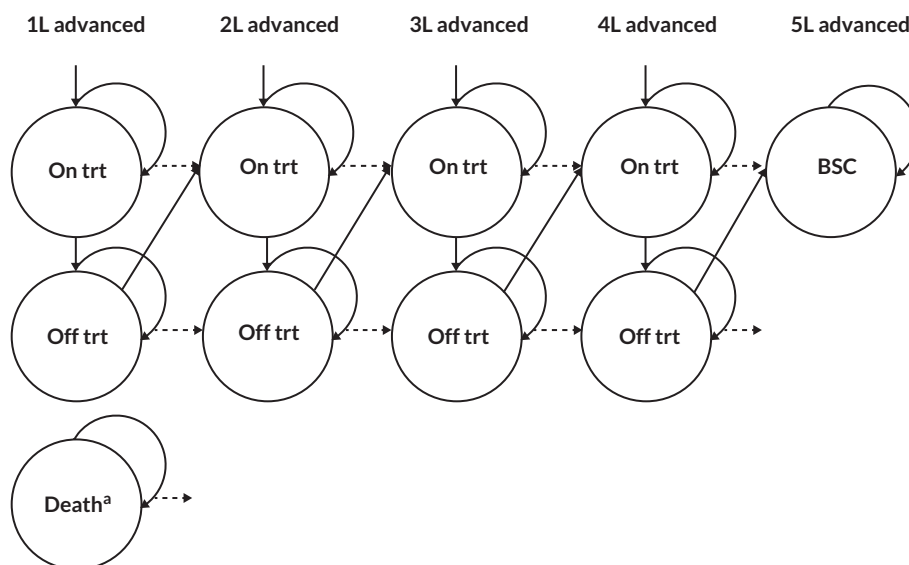 1L advanced 2L advanced 3L advanced 4L advanced 5L advanced
On trt On trt On trt On trt BSC
Off trt Off trt Off trt Off trt
Deathᵃ